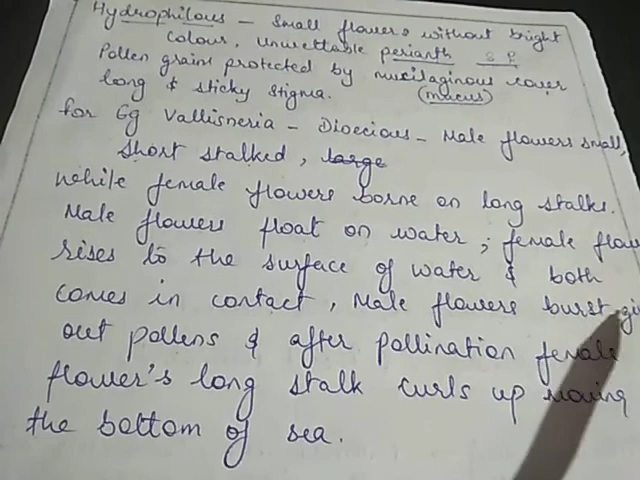 Hydrophilous - Small flowers without bright
colour, Unwettable perianth S P
Pollen grain protected by mucilaginous cover
(mucus)
long & sticky stigma.
for Eg Vallisneria - Dioecious - Male flowers small,
short stalked, large
while female flowers borne on long stalks.
Male flowers float on water; female flow
rises to the surface of water & both
comes in contact, Male flowers burst gi
out pollens & after pollination female
flower's long stalk curls up moving
the bottom of sea.